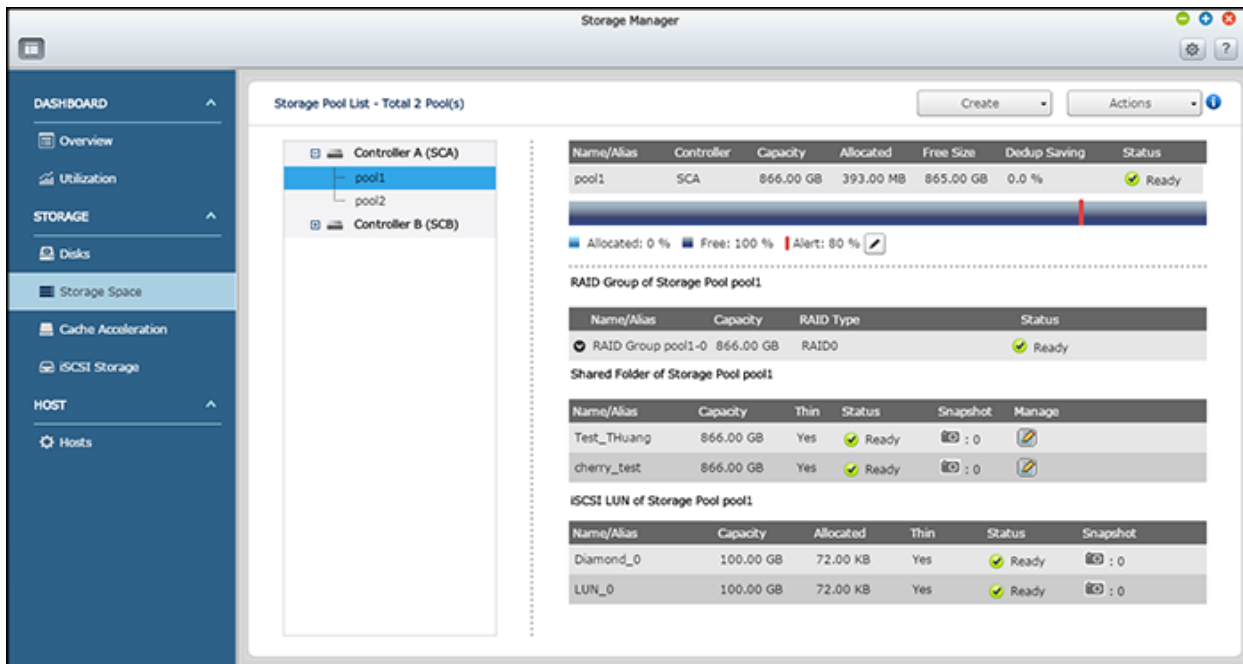 Storage Manager
?
DASHBOARD
Overview
Utilization
STORAGE
Disks
Storage Space
Cache Acceleration
iSCSI Storage
HOST
Hosts
Storage Pool List - Total 2 Pool(s)
Create
Actions
Controller A (SCA)
pool1
pool2
Controller B (SCB)
Name/Alias Controller Capacity Allocated Free Size Dedup Saving Status
pool1 SCA 866.00 GB 393.00 MB 865.00 GB 0.0 % Ready
Allocated: 0 % Free: 100 % Alert: 80 %
RAID Group of Storage Pool pool1
Name/Alias Capacity RAID Type Status
RAID Group pool1-0 866.00 GB RAID0 Ready
Shared Folder of Storage Pool pool1
Name/Alias Capacity Thin Status Snapshot Manage
Test_THuang 866.00 GB Yes Ready : 0
cherry_test 866.00 GB Yes Ready : 0
iSCSI LUN of Storage Pool pool1
Name/Alias Capacity Allocated Thin Status Snapshot
Diamond_0 100.00 GB 72.00 KB Yes Ready : 0
LUN_0 100.00 GB 72.00 KB Yes Ready : 0